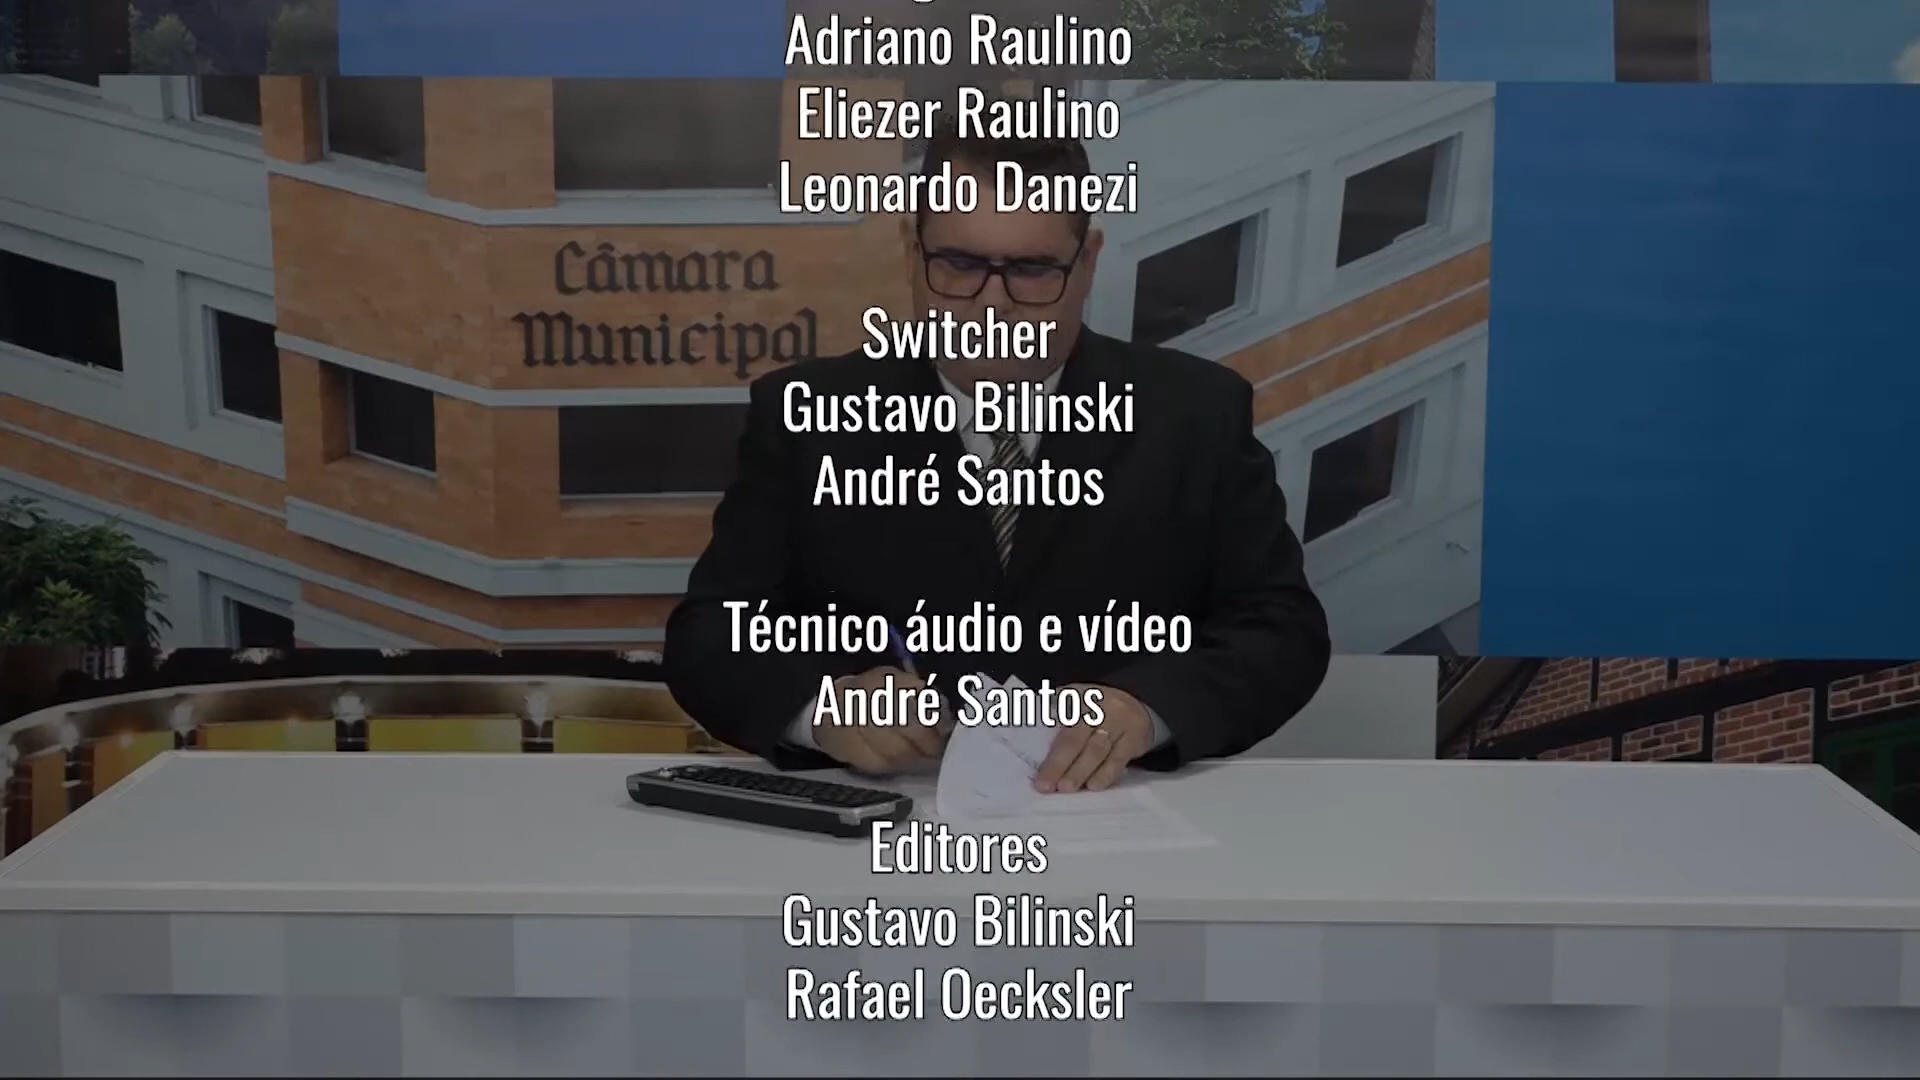 Adriano Raulino
Eliezer Raulino
Leonardo Danezi
Câmara
Municipal
Switcher
Gustavo Bilinski
André Santos
Técnico áudio e vídeo
André Santos
Editores
Gustavo Bilinski
Rafael Oecksler